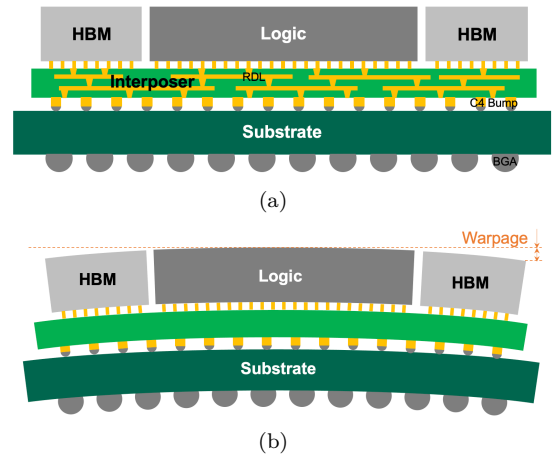 HBM
Logic
HBM
Interposer
RDL
C4 Bump
Substrate
BGA
(a)
Warpage
HBM
Logic
HBM
Substrate
(b)